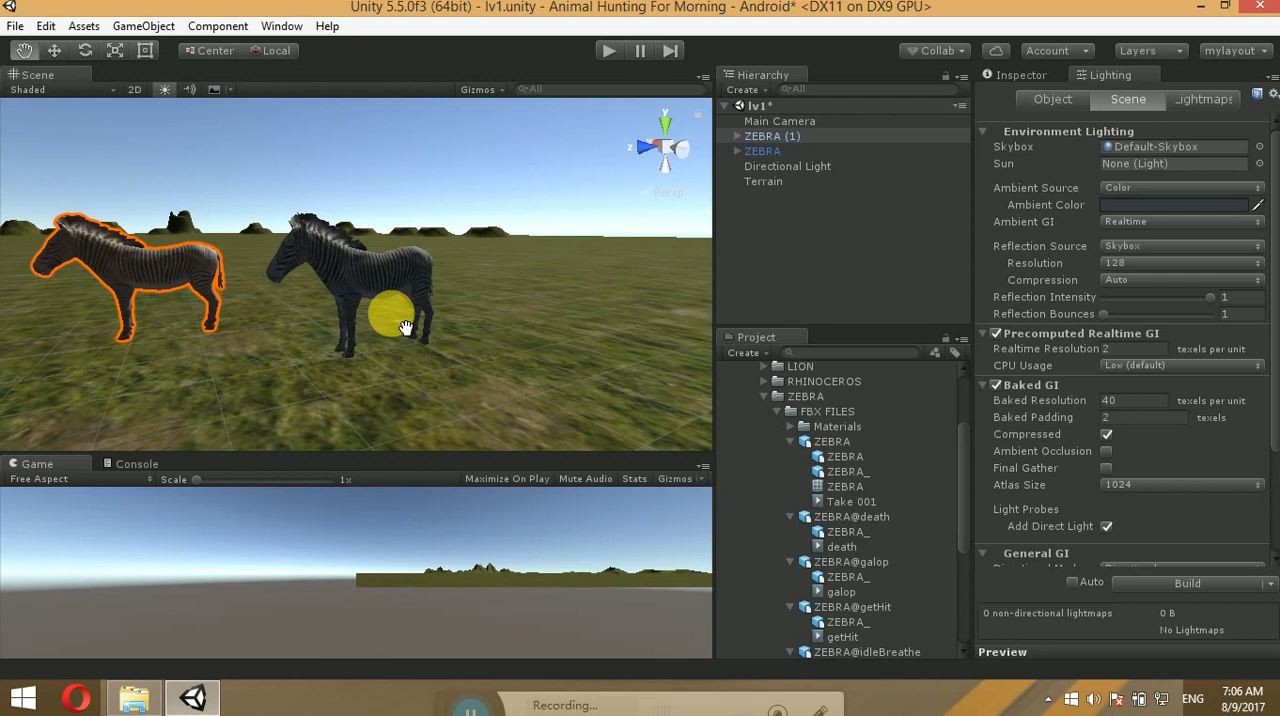 Unity 5.5.0f3 (64bit) - lv1.unity - Animal Hunting For Morning - Android* <DX11 on DX9 GPU>
File Edit Assets GameObject Component Window Help
Center Local Collab Account Layers mylayout
Scene
Shaded 2D Gizmos All
y
z
Persp
Hierarchy
Create All
lv1*
Main Camera
ZEBRA (1)
ZEBRA
Directional Light
Terrain
Project
Create
LION
RHINOCEROS
ZEBRA
FBX FILES
Materials
ZEBRA
ZEBRA
ZEBRA_
ZEBRA
Take 001
ZEBRA@death
ZEBRA_
death
ZEBRA@galop
ZEBRA_
galop
ZEBRA@getHit
ZEBRA_
getHit
ZEBRA@idleBreathe
Inspector Lighting
Object Scene Lightmaps
Environment Lighting
Skybox Default-Skybox
Sun None (Light)
Ambient Source Color
Ambient Color
Ambient GI Realtime
Reflection Source Skybox
Resolution 128
Compression Auto
Reflection Intensity 1
Reflection Bounces 1
Precomputed Realtime GI
Realtime Resolution 2 texels per unit
CPU Usage Low (default)
Baked GI
Baked Resolution 40 texels per unit
Baked Padding 2 texels
Compressed
Ambient Occlusion
Final Gather
Atlas Size 1024
Light Probes
Add Direct Light
General GI
Auto Build
0 non-directional lightmaps 0 B
No Lightmaps
Preview
Game Console
Free Aspect Scale 1x Maximize On Play Mute Audio Stats Gizmos
Recording...
ENG
7:06 AM
8/9/2017